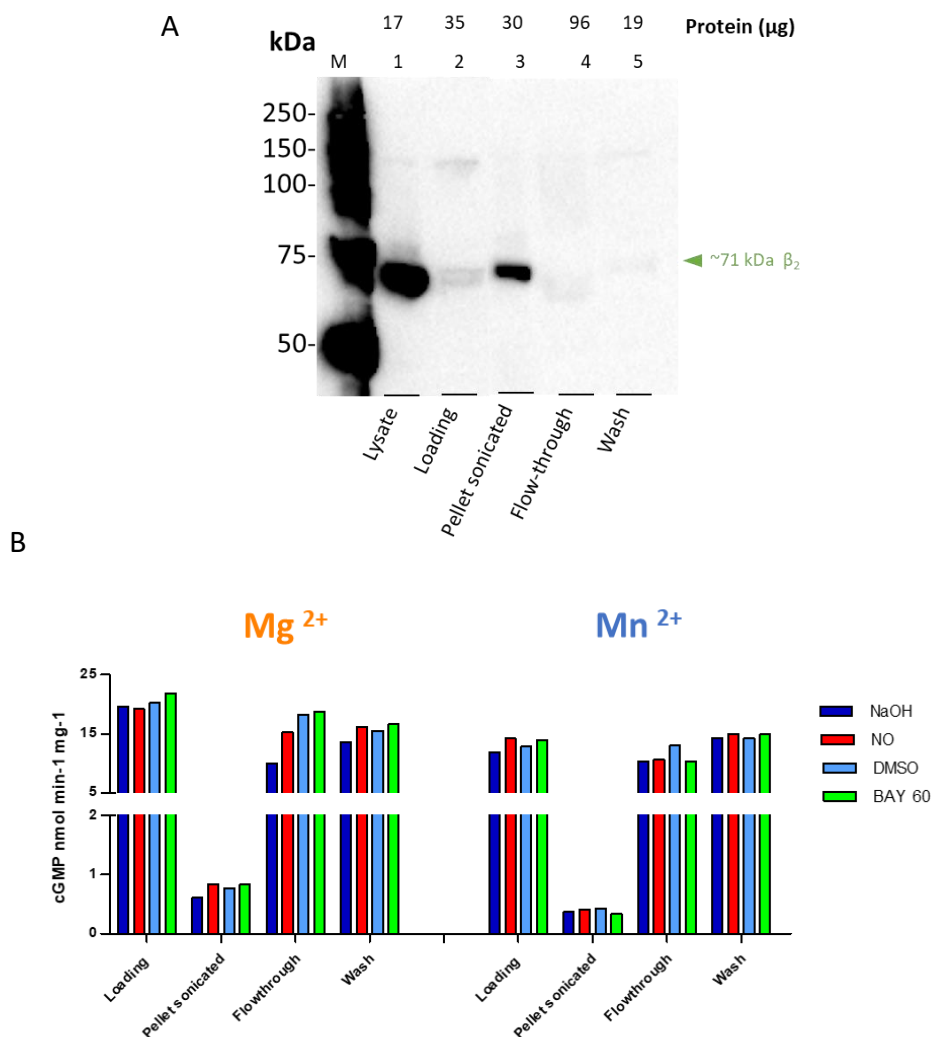 A
17 35 30 96 19 Protein (µg)
kDa
M 1 2 3 4 5
250-
150-
100-
75-
~71 kDa β₂
50-
Lysate
Loading
Pellet sonicated
Flow-through
Wash
B
Mg ²⁺ Mn ²⁺
cGMP nmol min-1 mg-1
25
15
5
2
1
0
NaOH
NO
DMSO
BAY 60
Loading
Pellet sonicated
Flowthrough
Wash
Loading
Pellet sonicated
Flowthrough
Wash